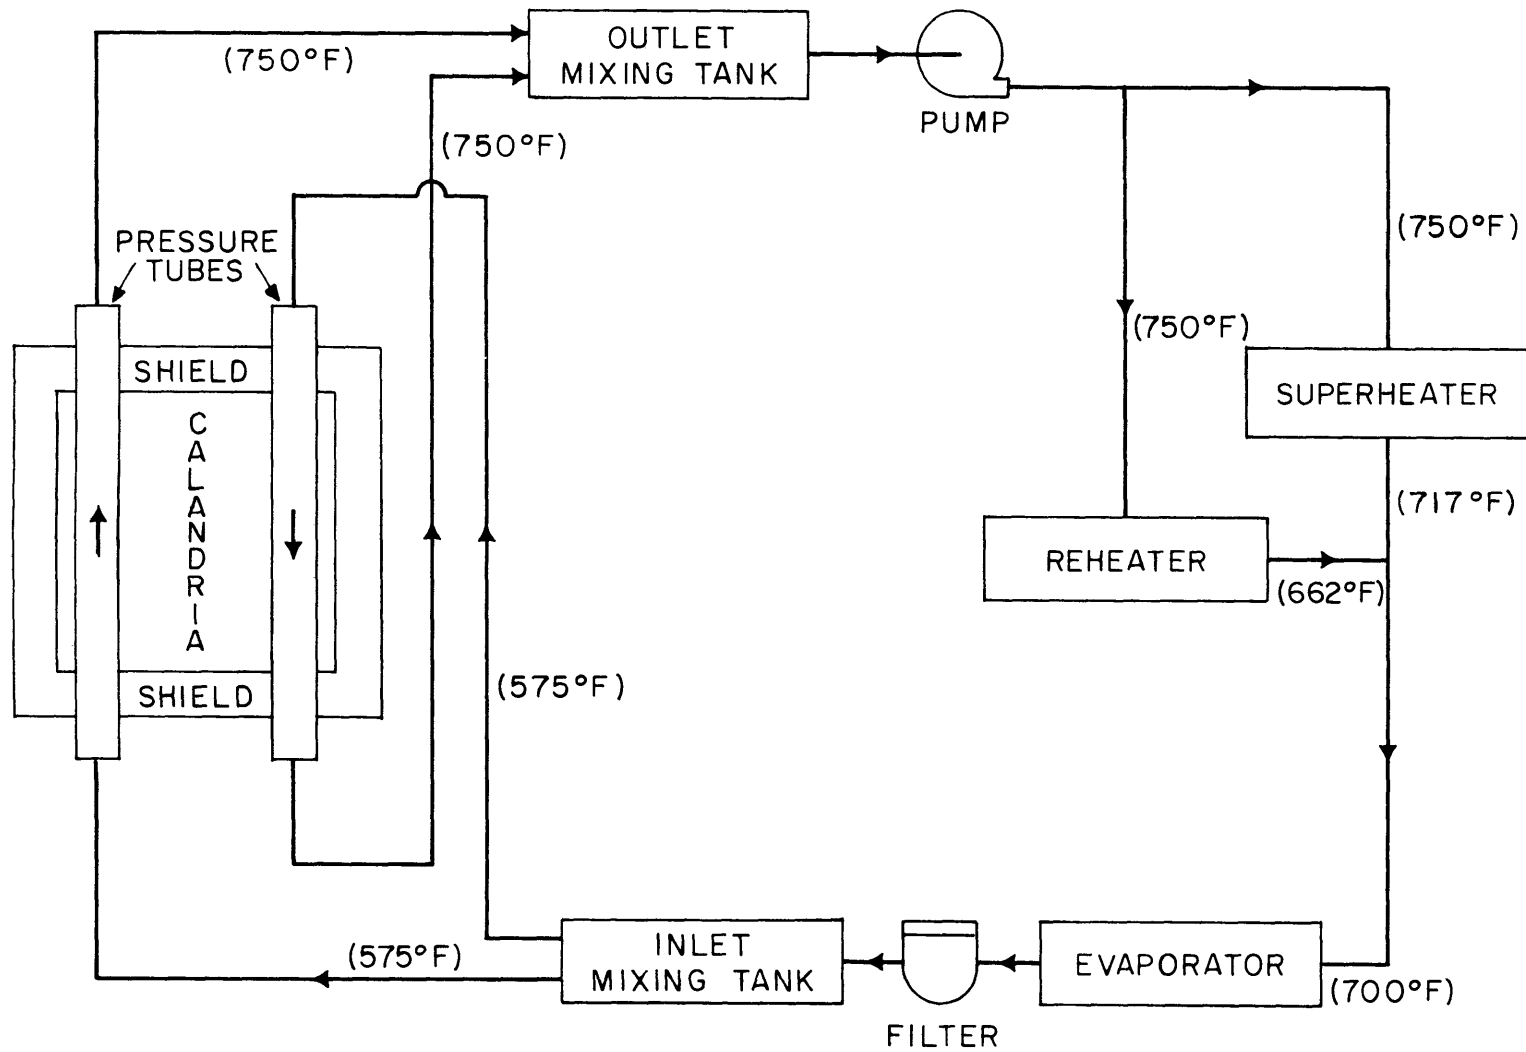 OUTLET
MIXING TANK
(750°F)
PUMP
(750°F)
(750°F)
PRESSURE
TUBES
(750°F)
SHIELD
SUPERHEATER
CALANDRIA
(717°F)
REHEATER
(662°F)
SHIELD
(575°F)
INLET
MIXING TANK
(575°F)
EVAPORATOR
(700°F)
FILTER